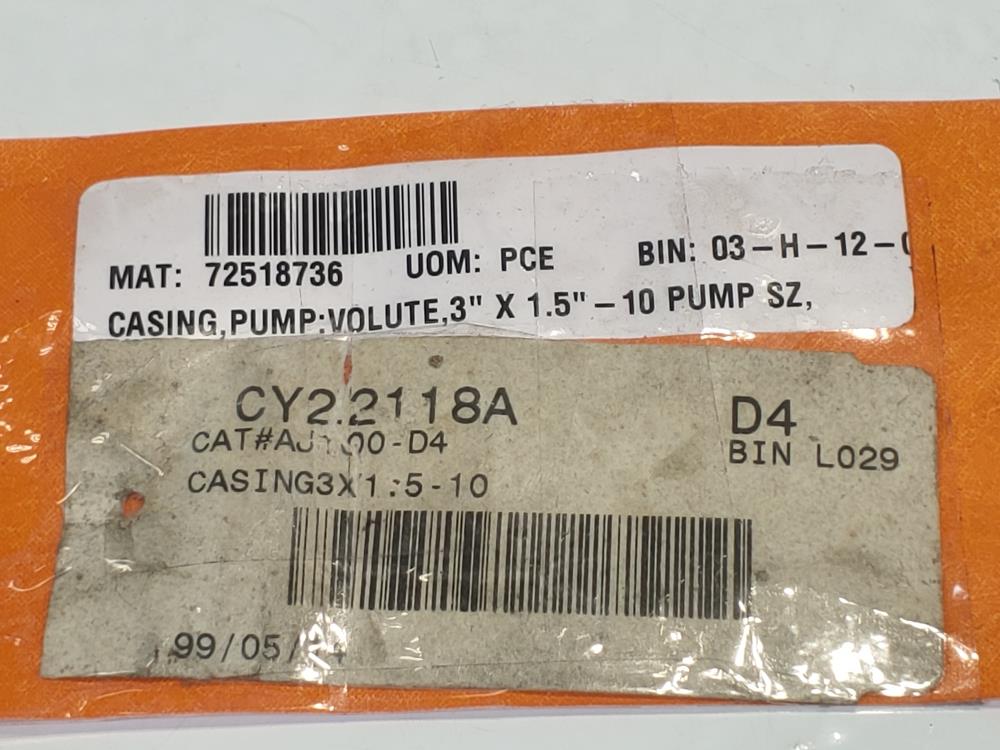 MAT: 72518736 UOM: PCE BIN: 03-H-12-
CASING,PUMP:VOLUTE,3" X 1.5"-10 PUMP SZ,
CY2.2118A D4
BIN L029
CASING3X1.5-10